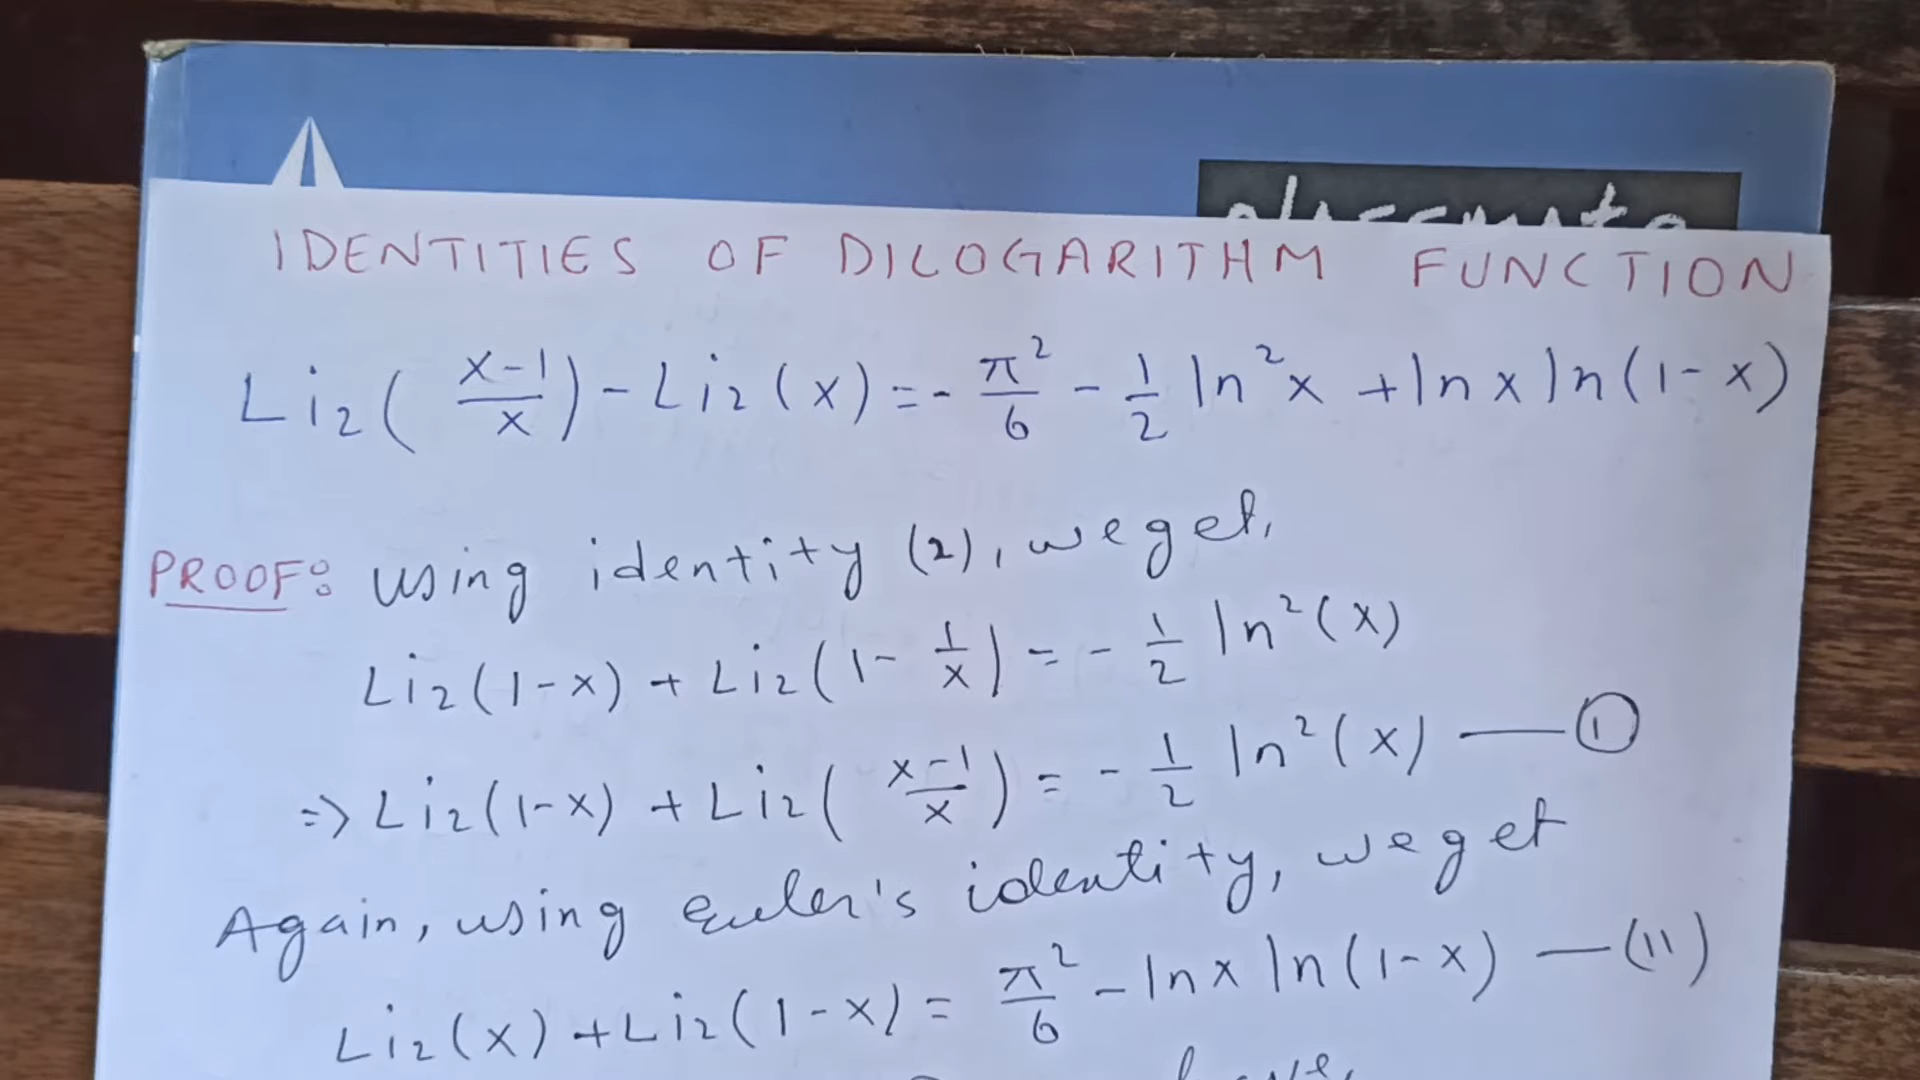 classmate
IDENTITIES OF DILOGARITHM FUNCTION
Li₂((x-1)/x) - Li₂(x) = - π²/6 - 1/2 ln²x + ln x ln(1-x)
PROOF: Using identity (2), we get,
Li₂(1-x) + Li₂(1 - 1/x) = - 1/2 ln²(x)
=> Li₂(1-x) + Li₂((x-1)/x) = - 1/2 ln²(x) — ①
Again, using Euler's identity, we get
Li₂(x) + Li₂(1-x) = π²/6 - ln x ln(1-x) — (11)
have,